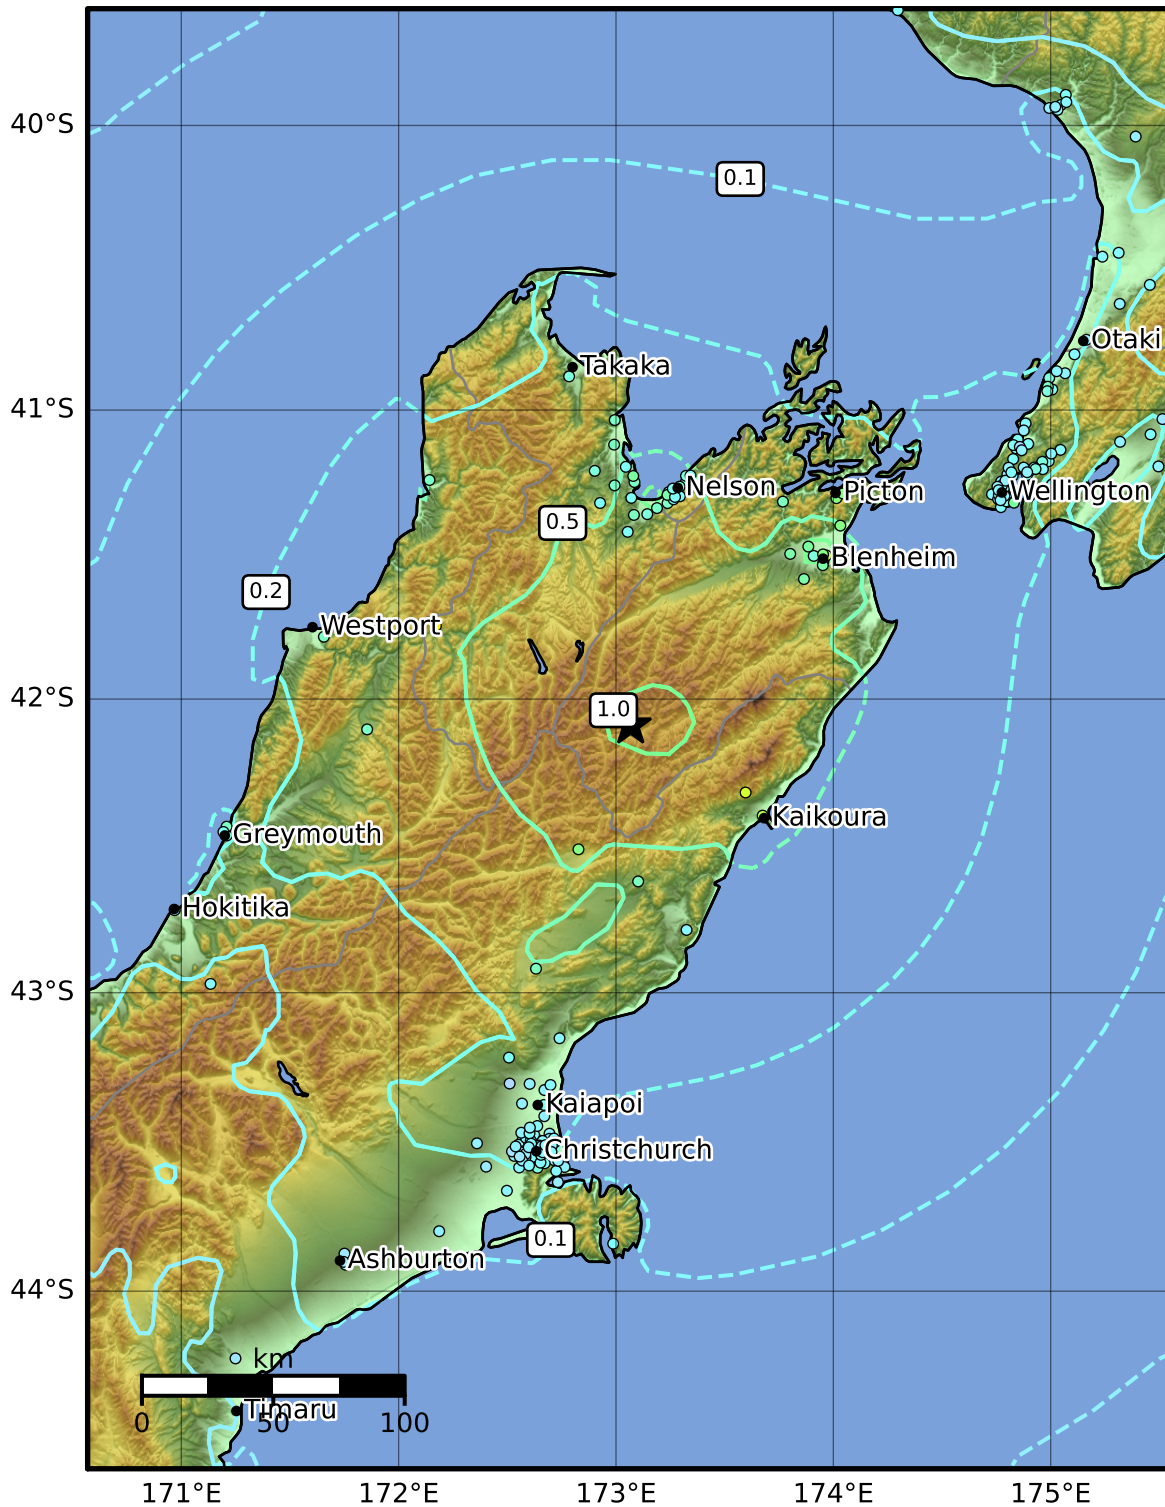 40°S
0.1
Otaki
Takaka
41°S
Nelson
Picton
Wellington
0.5
Blenheim
0.2
Westport
42°S
1.0
Kaikoura
Greymouth
Hokitika
43°S
Kaiapoi
Christchurch
0.1
Ashburton
44°S
km
Timaru
0 50 100
171°E 172°E 173°E 174°E 175°E